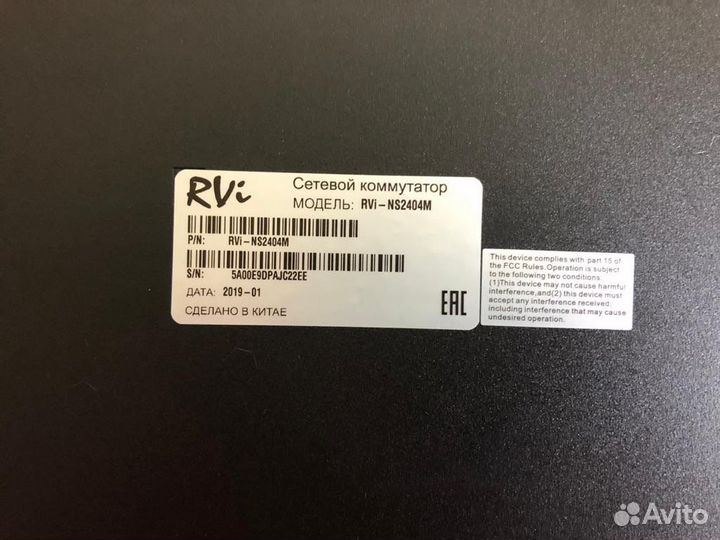 RVi
Сетевой коммутатор
МОДЕЛЬ: RVi-NS2404M
P/N: RVi-NS2404M
S/N: 5A00E9DPAJC22EE
ДАТА: 2019-01
СДЕЛАНО В КИТАЕ
EAC
This device complies with part 15 of
the FCC Rules.Operation is subject
to the following two conditions:
(1)This device may not cause harmful
interference,and(2) this device must
accept any interference received,
including interference that may cause
undesired operation.
Avito